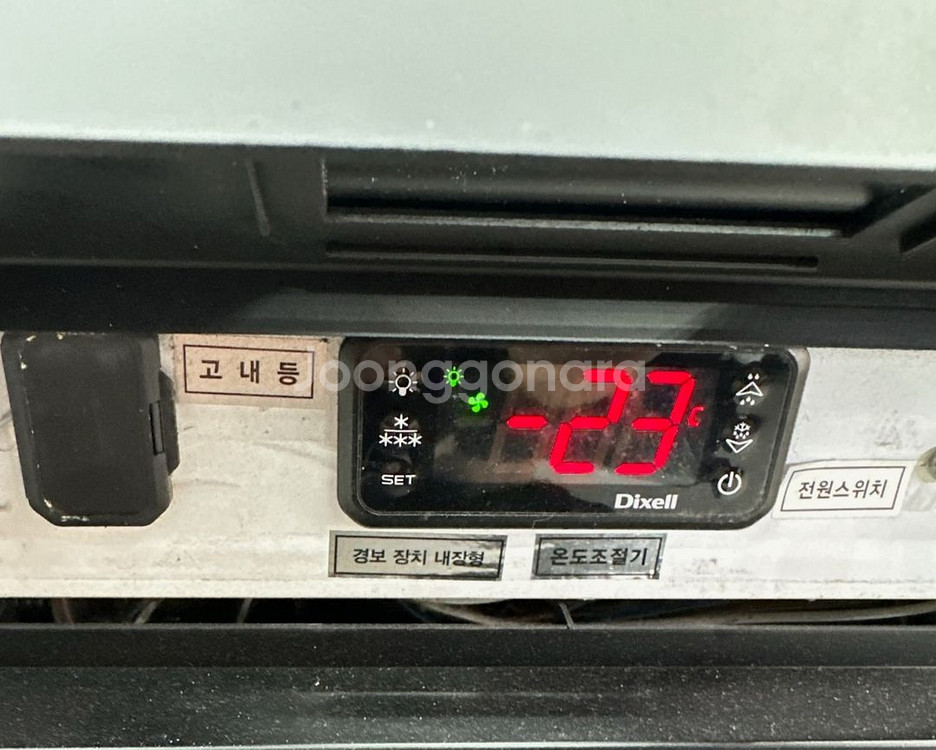 고 내 등
joonggonara
-23°C
SET
Dixell
전원스위치
경보 장치 내장형
온도조절기